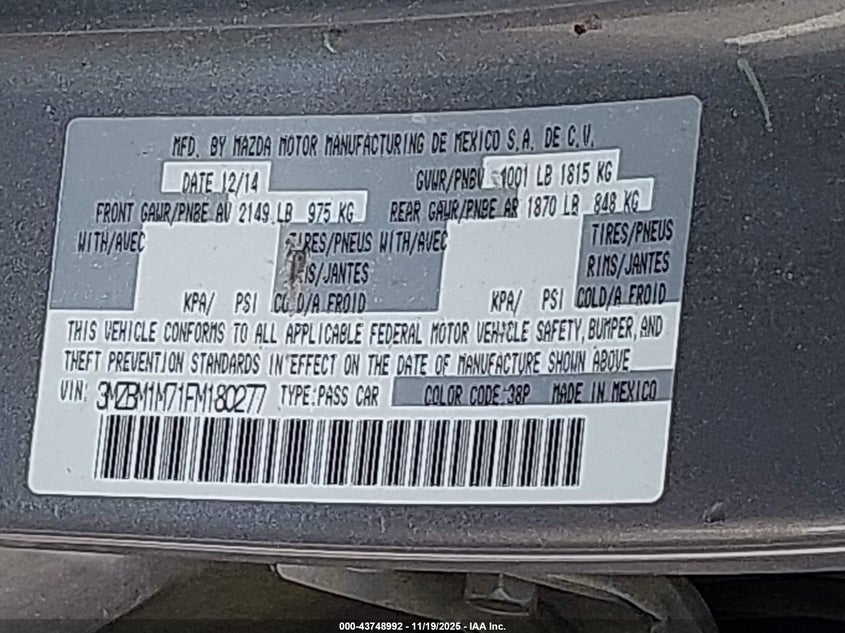 MFD. BY MAZDA MOTOR MANUFACTURING DE MEXICO S.A. DE C.V.
DATE 12/14 GVWR/PNBV 4001 LB 1815 KG
FRONT GAWR/PNBE AV 2149 LB 975 KG REAR GAWR/PNBE AR 1870 LB 848 KG
WITH/AVEC TIRES/PNEUS WITH/AVEC TIRES/PNEUS
RIMS/JANTES RIMS/JANTES
KPA/ PSI COLD/A FROID KPA/ PSI COLD/A FROID
THIS VEHICLE CONFORMS TO ALL APPLICABLE FEDERAL MOTOR VEHICLE SAFETY, BUMPER, AND
THEFT PREVENTION STANDARDS IN EFFECT ON THE DATE OF MANUFACTURE SHOWN ABOVE
VIN: 3MZBM1M71FM180277 TYPE:PASS CAR COLOR CODE:38P MADE IN MEXICO
000-43748992 - 11/19/2025 - IAA Inc.